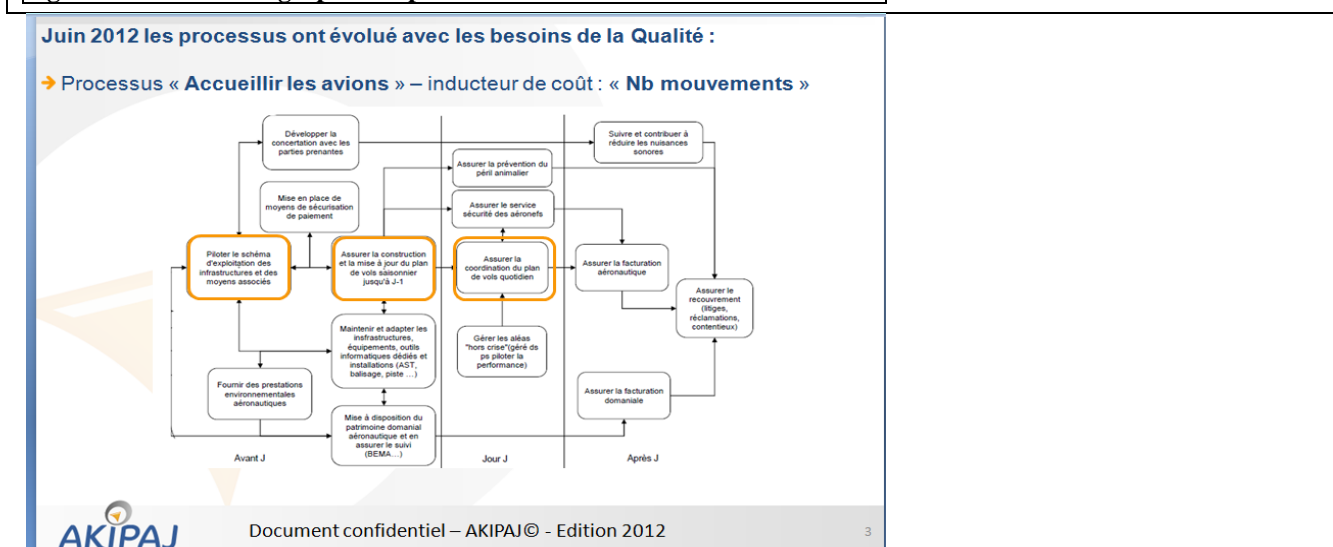 Juin 2012 les processus ont évolué avec les besoins de la Qualité :
➔ Processus « Accueillir les avions » – inducteur de coût : « Nb mouvements »
Développer la
concertation avec les
parties prenantes
Suivre et contribuer à
réduire les nuisances
sonores
Assurer la prévention du
péril animalier
Mise en place de
moyens de sécurisation
de paiement
Assurer le service
sécurité des aéronefs
Piloter le schéma
d'exploitation des
infrastructures et des
moyens associés
Assurer la construction
et la mise à jour du plan
de vols saisonnier
jusqu'à J-1
Assurer la
coordination du plan
de vols quotidien
Assurer la facturation
aéronautique
Assurer le
recouvrement
(litiges,
réclamations,
contentieux)
Maintenir et adapter les
insfrastructures,
équipements, outils
informatiques dédiés et
installations (AST,
balisage, piste ...)
Gérer les aléas
"hors crise"(géré ds
ps piloter la
performance)
Fournir des prestations
environnementales
aéronautiques
Assurer la facturation
domaniale
Mise à disposition du
patrimoine domanial
aéronautique et en
assurer le suivi
(BEMA...)
Avant J
Jour J
Après J
AKIPAJ
Document confidentiel – AKIPAJ© - Edition 2012
3